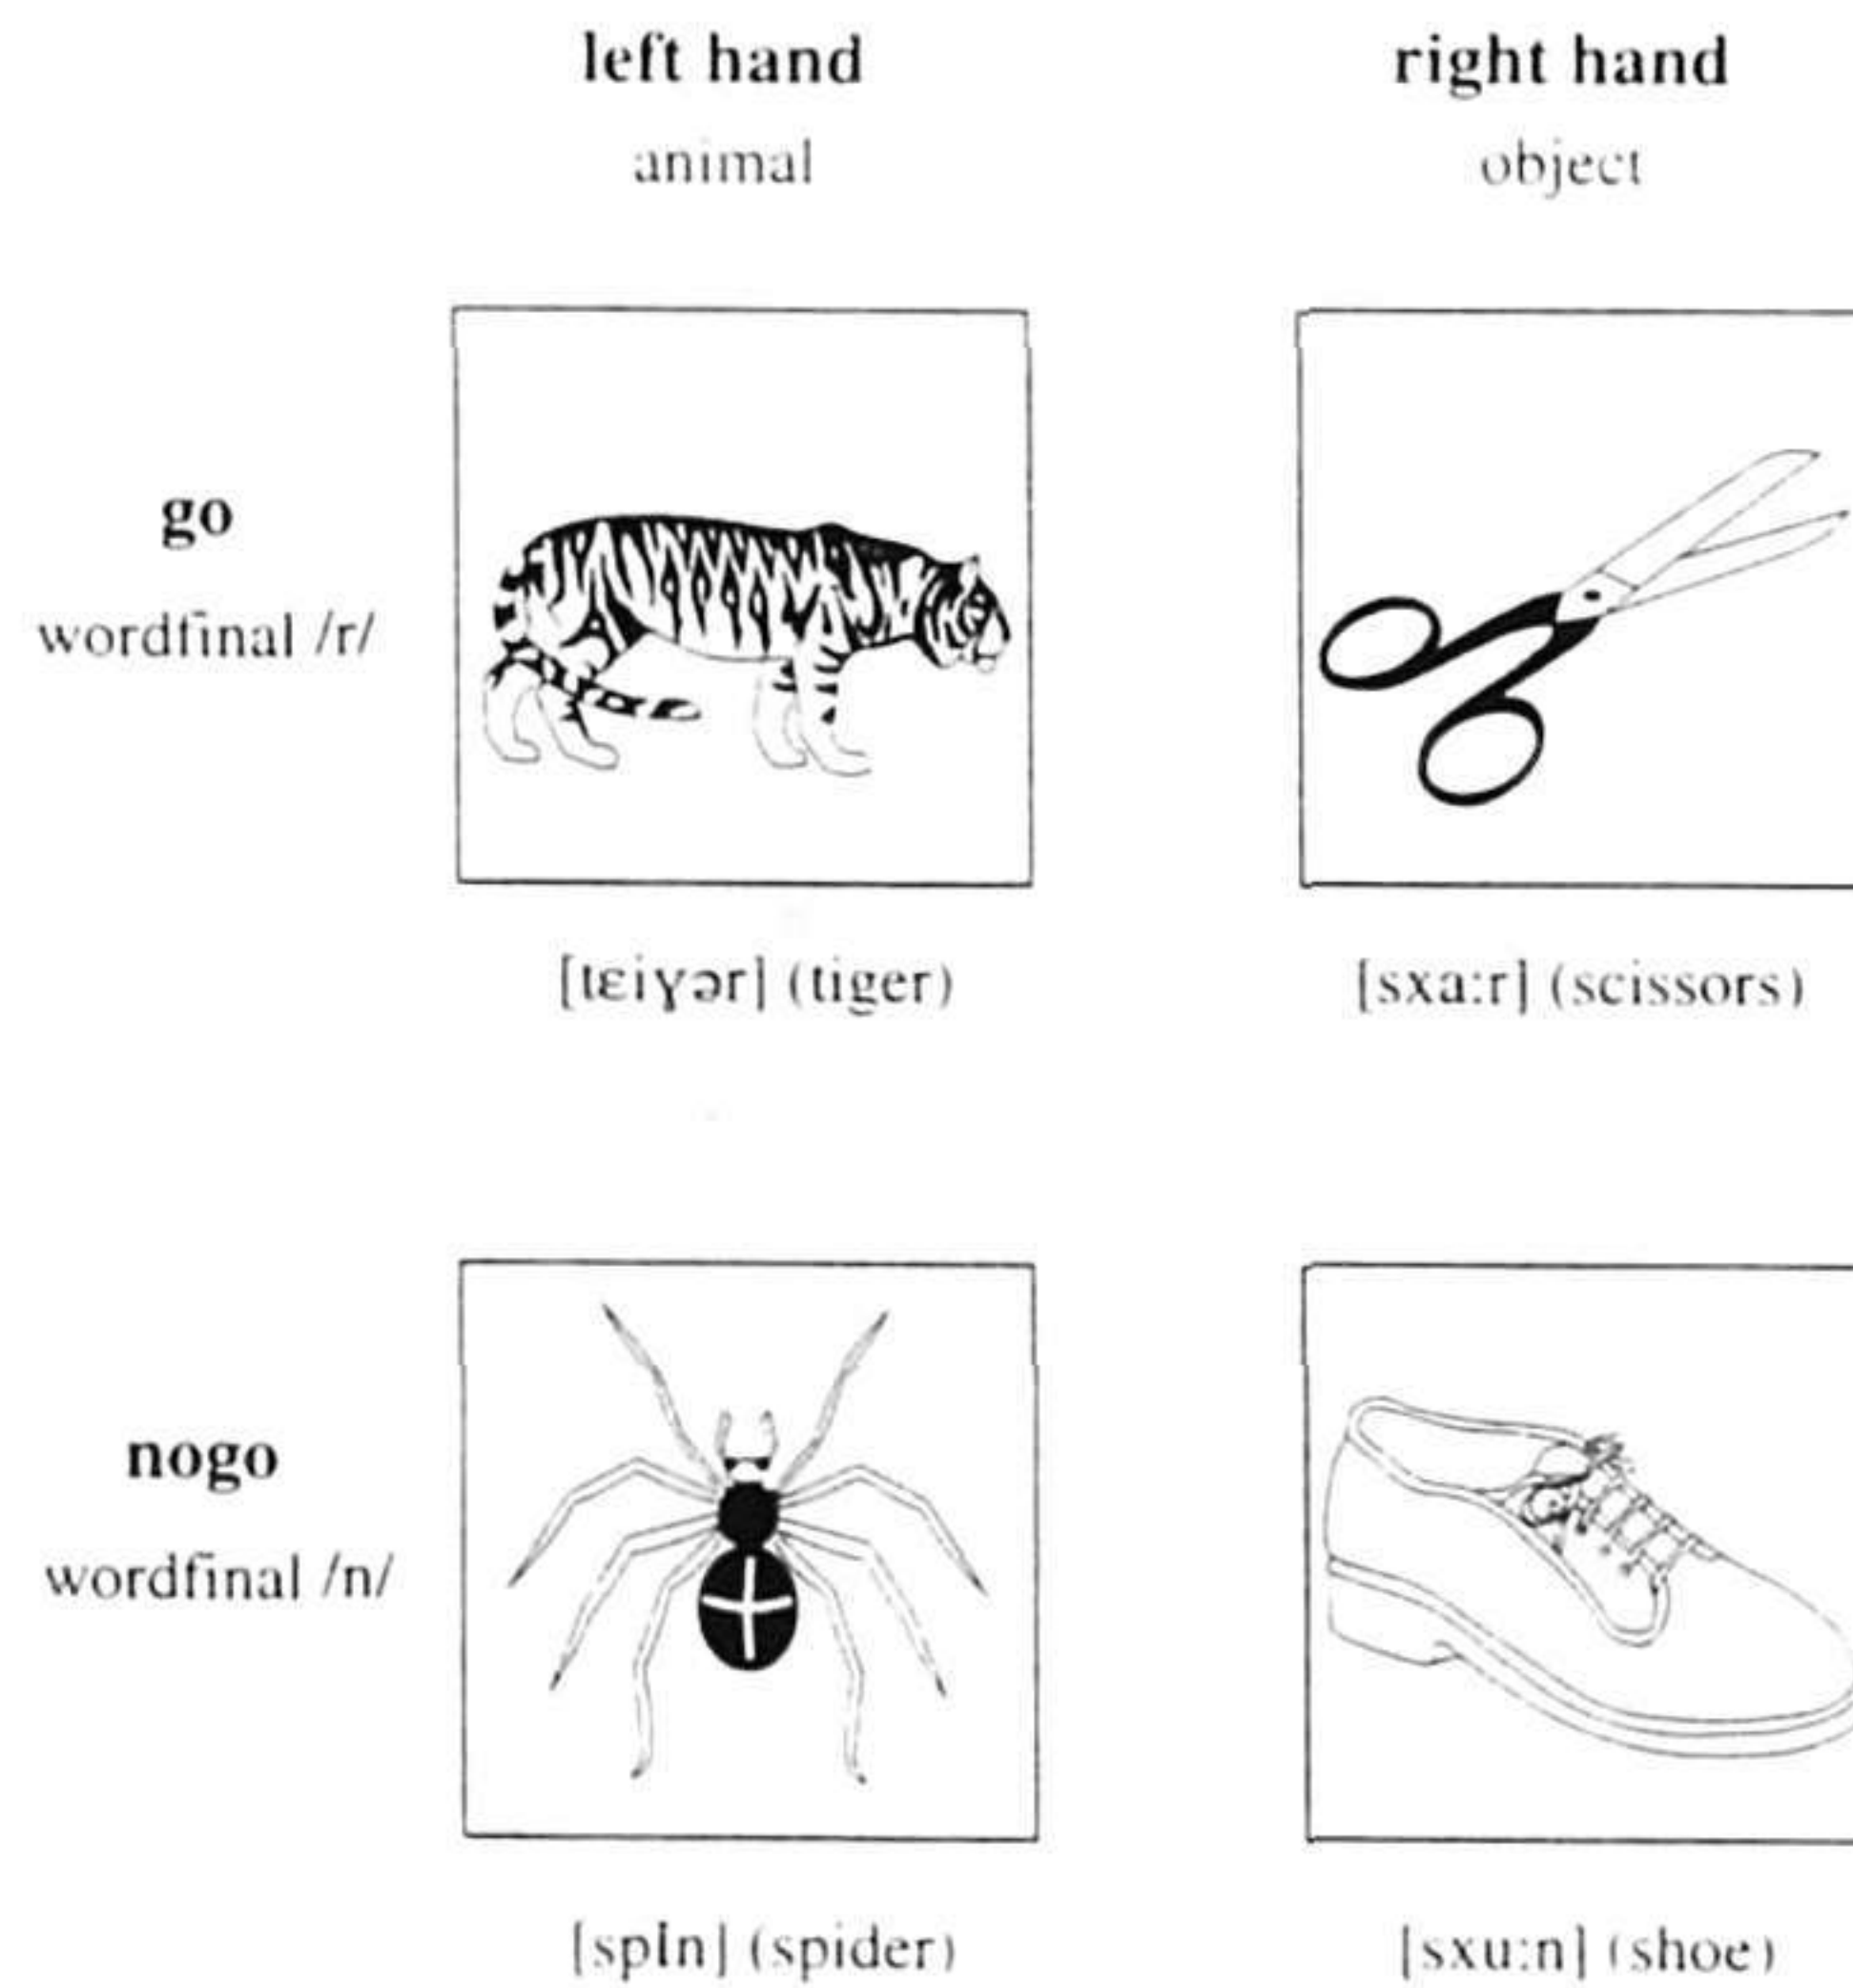 left hand
right hand
animal
object
go
wordfinal /r/
[tɛiɣər] (tiger)
[sxa:r] (scissors)
nogo
wordfinal /n/
[spIn] (spider)
[sxu:n] (shoe)